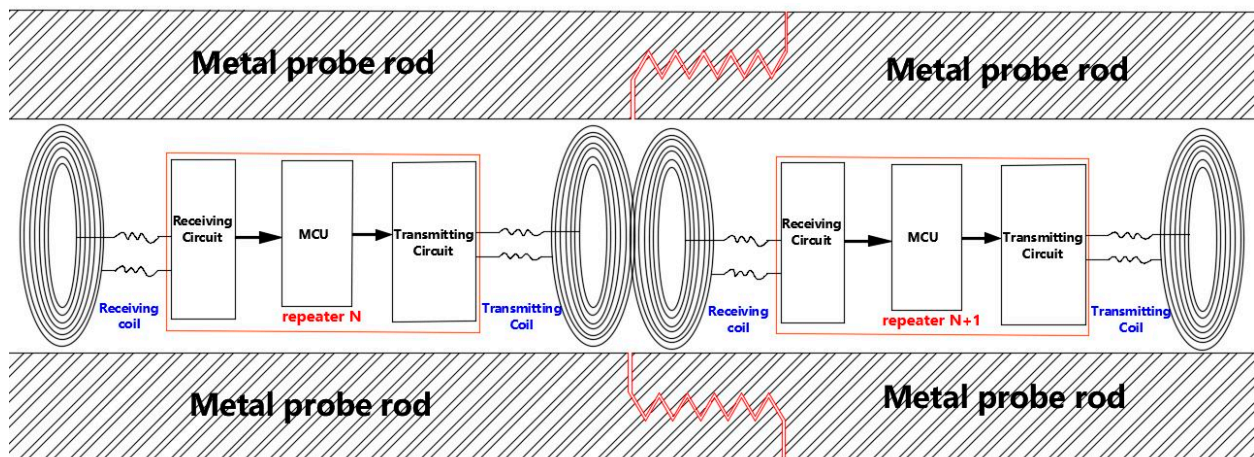 Metal probe rod
Metal probe rod
Receiving
Circuit
MCU
Transmitting
Circuit
Receiving
coil
repeater N
Transmitting
Coil
Receiving
Circuit
MCU
Transmitting
Circuit
Receiving
coil
repeater N+1
Transmitting
Coil
Metal probe rod
Metal probe rod